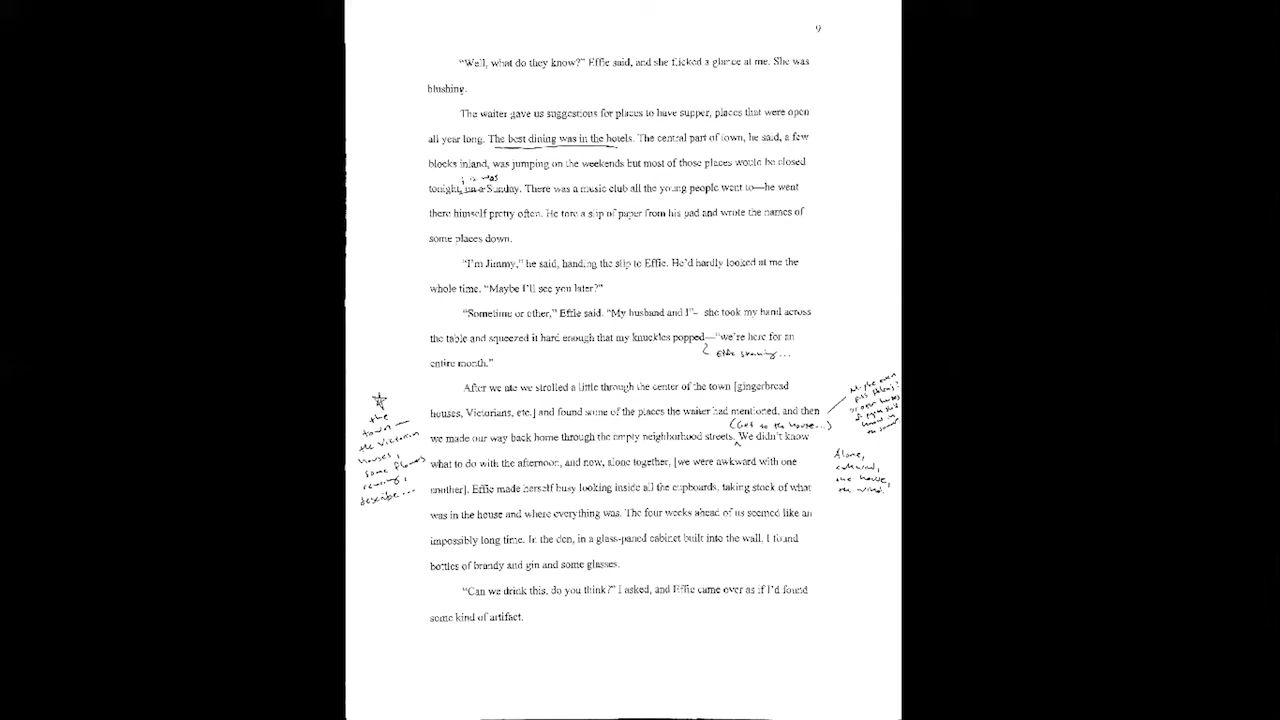 9
“Well, what do they know?” Effie said, and she flicked a glance at me. She was
blushing.
The waiter gave us suggestions for places to have supper, places that were open
all year long. The best dining was in the hotels. The central part of town, he said, a few
blocks inland, was jumping on the weekends but most of those places would be closed
; it was
tonight, on a Sunday. There was a music club all the young people went to—he went
there himself pretty often. He tore a slip of paper from his pad and wrote the names of
some places down.
“I’m Jimmy,” he said, handing the slip to Effie. He’d hardly looked at me the
whole time. “Maybe I’ll see you later?”
“Sometime or other,” Effie said. “My husband and I”– she took my hand across
the table and squeezed it hard enough that my knuckles popped—“we’re here for an
Effie
entire month.”
After we ate we strolled a little through the center of the town [gingerbread
houses, Victorians, etc.] and found some of the places the waiter had mentioned, and then
(Get to the house...)
we made our way back home through the empty neighborhood streets. We didn’t know
what to do with the afternoon, and now, alone together, [we were awkward with one
another]. Effie made herself busy looking inside all the cupboards, taking stock of what
was in the house and where everything was. The four weeks ahead of us seemed like an
impossibly long time. In the den, in a glass-paned cabinet built into the wall, I found
bottles of brandy and gin and some glasses.
“Can we drink this, do you think?” I asked, and Effie came over as if I’d found
some kind of artifact.
the
town—
the Victorian
houses,
some
describe...
Maybe even
the summer
Alone,
awkward,
the house,
the wind.